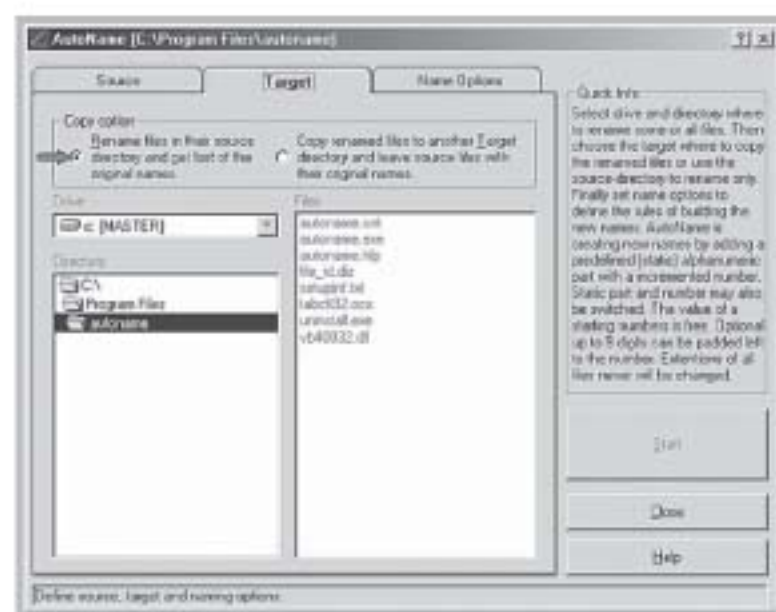 AutoName [C:\Program Files\autoname]
Source
Target
Name Options
Copy option
Rename files in their source
directory and get lost of the
original names.
Copy renamed files to another Target
directory and leave source files with
their original names.
Drive
c: [MASTER]
Directory
C:\
Program Files
autoname
Files
autoname.exe
autoname.hlp
file_id.diz
setupinf.txt
tabctl32.ocx
uninstall.exe
vb40032.dll
Quick Info
Select drive and directory where
to rename some or all files. Then
choose the target where to copy
the renamed files or use the
source-directory to rename only.
Finally set name options to
define the rules of building the
new names. AutoName is
creating new names by adding a
predefined (static) alphanumeric
part with a incremented number.
Static part and number may also
be switched. The value of a
starting numbers is free. Optional
up to 9 digits can be padded left
to the number. Extentions of all
files never will be changed.
Start
Close
Help
Define source, target and naming options.